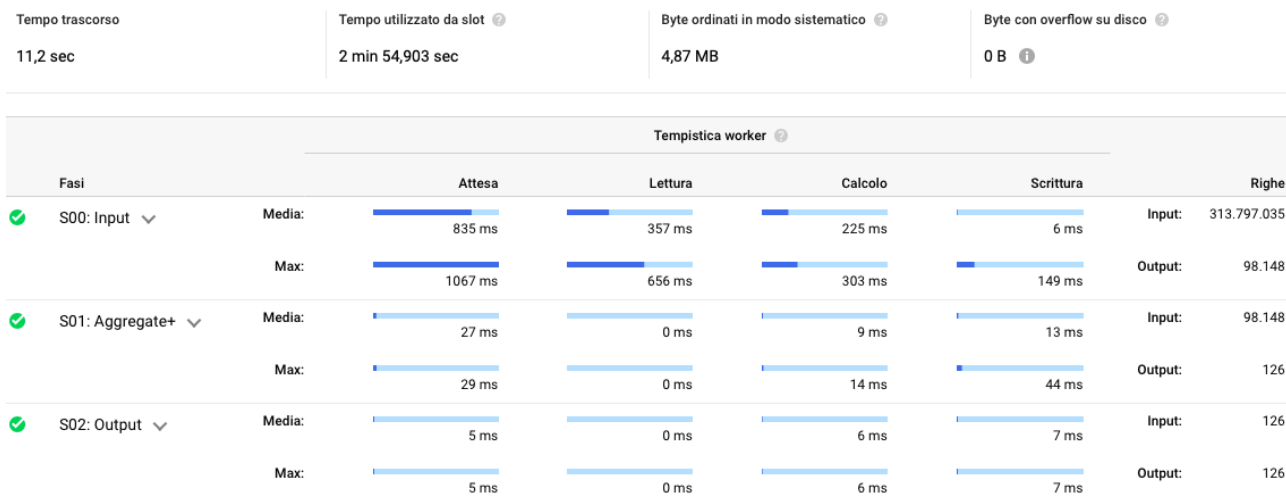 Tempo trascorso Tempo utilizzato da slot Byte ordinati in modo sistematico Byte con overflow su disco
11,2 sec 2 min 54,903 sec 4,87 MB 0 B
Tempistica worker
Fasi Attesa Lettura Calcolo Scrittura Righe
S00: Input Media: 835 ms 357 ms 225 ms 6 ms Input: 313.797.035
Max: 1067 ms 656 ms 303 ms 149 ms Output: 98.148
S01: Aggregate+ Media: 27 ms 0 ms 9 ms 13 ms Input: 98.148
Max: 29 ms 0 ms 14 ms 44 ms Output: 126
S02: Output Media: 5 ms 0 ms 6 ms 7 ms Input: 126
Max: 5 ms 0 ms 6 ms 7 ms Output: 126